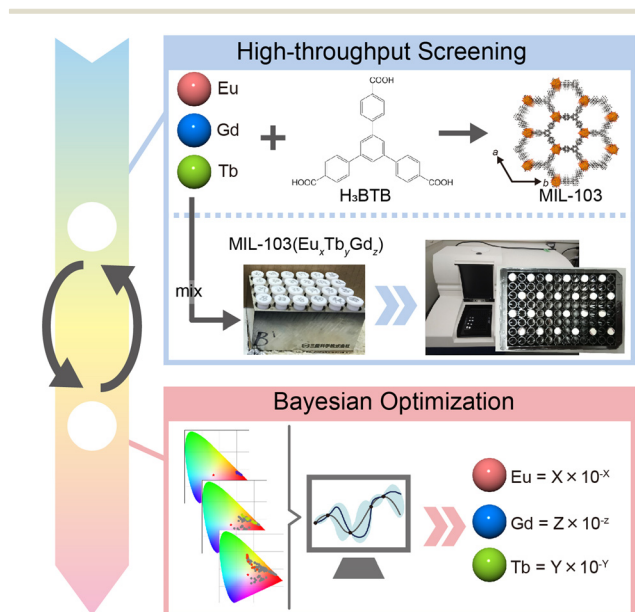 High-throughput Screening
Eu
Gd
Tb
COOH
HOOC
COOH
H₃BTB
a
b
MIL-103
MIL-103(EuₓTbᵧGd_z)
mix
B
Bayesian Optimization
Eu = X × 10⁻ˣ
Gd = Z × 10⁻ᶻ
Tb = Y × 10⁻ʸ